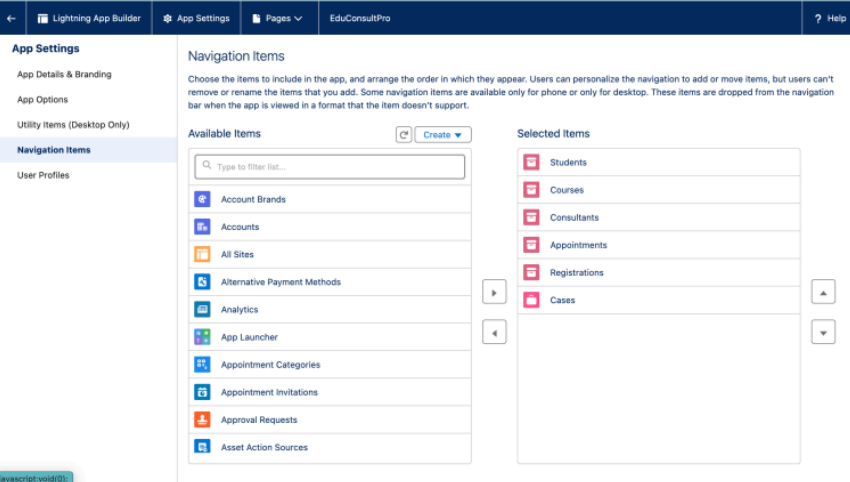 Lightning App Builder
App Settings
Pages
EduConsultPro
? Help
App Settings
App Details & Branding
App Options
Utility Items (Desktop Only)
Navigation Items
User Profiles
Navigation Items
Choose the items to include in the app, and arrange the order in which they appear. Users can personalize the navigation to add or move items, but users can't
remove or rename the items that you add. Some navigation items are available only for phone or only for desktop. These items are dropped from the navigation
bar when the app is viewed in a format that the item doesn't support.
Available Items
Create
Type to filter list...
Account Brands
Accounts
All Sites
Alternative Payment Methods
Analytics
App Launcher
Appointment Categories
Appointment Invitations
Approval Requests
Asset Action Sources
Selected Items
Students
Courses
Consultants
Appointments
Registrations
Cases
javascript:void(0);